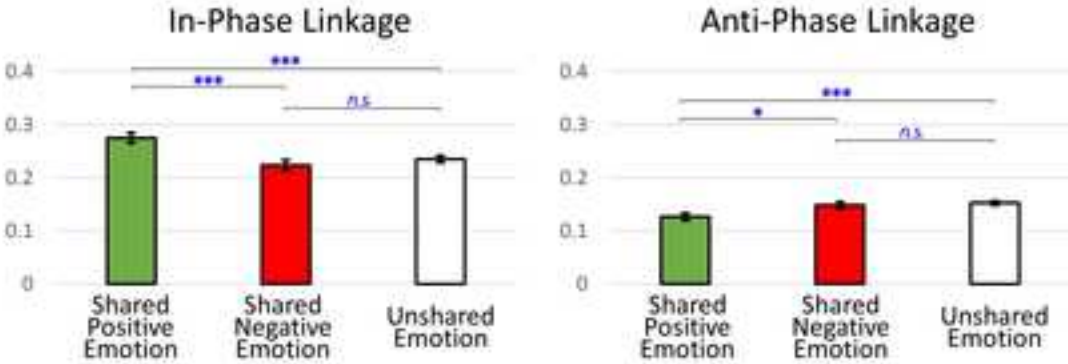 In-Phase Linkage
0.4
0.3
0.2
0.1
0
***
***
n.s
Shared
Positive
Emotion
Shared
Negative
Emotion
Unshared
Emotion
Anti-Phase Linkage
0.4
0.3
0.2
0.1
0
***
*
n.s.
Shared
Positive
Emotion
Shared
Negative
Emotion
Unshared
Emotion